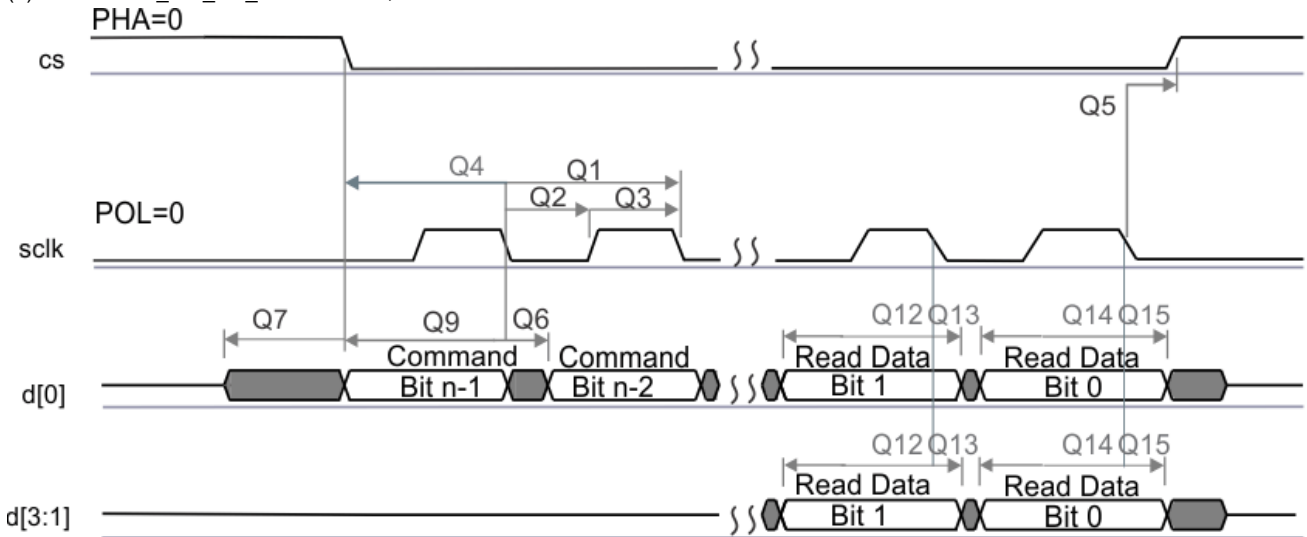 PHA=0
cs
Q5
Q4 Q1
Q2 Q3
POL=0
sclk
Q7 Q9 Q6 Q12 Q13 Q14 Q15
Command Command Read Data Read Data
d[0] Bit n-1 Bit n-2 Bit 1 Bit 0
Q12 Q13 Q14 Q15
Read Data Read Data
d[3:1] Bit 1 Bit 0